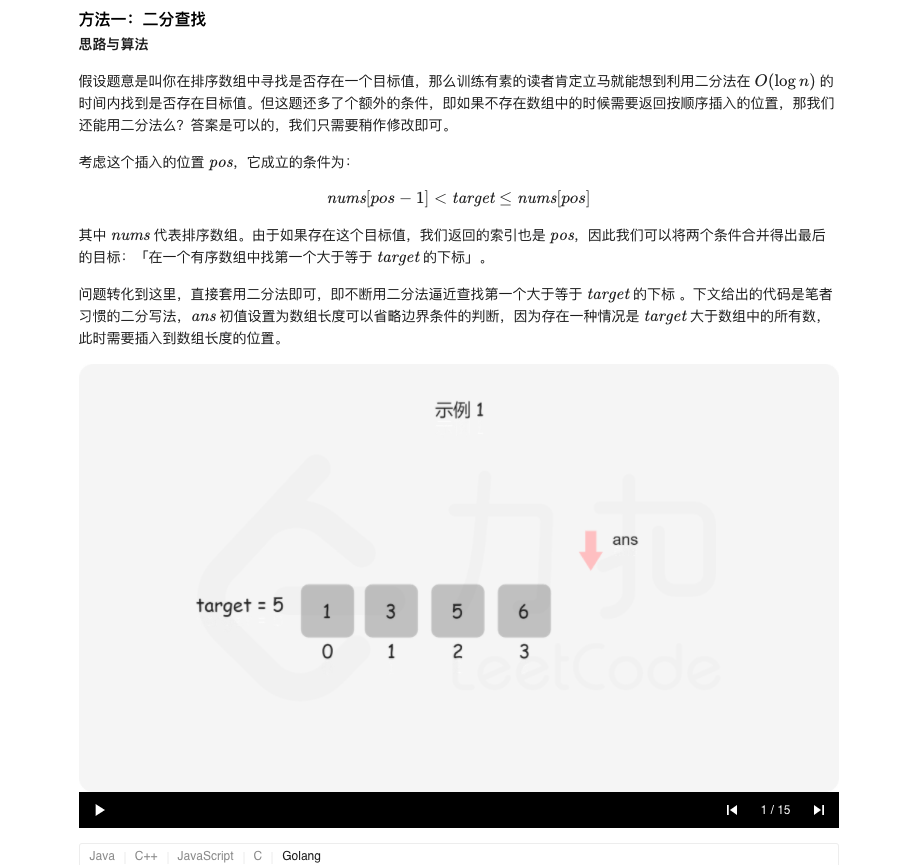 方法一：二分查找
思路与算法
假设题意是叫你在排序数组中寻找是否存在一个目标值，那么训练有素的读者肯定立马就能想到利用二分法在 O(log n) 的
时间内找到是否存在目标值。但这题还多了个额外的条件，即如果不存在数组中的时候需要返回按顺序插入的位置，那我们
还能用二分法么？答案是可以的，我们只需要稍作修改即可。
考虑这个插入的位置 pos，它成立的条件为：
nums[pos − 1] < target ≤ nums[pos]
其中 nums 代表排序数组。由于如果存在这个目标值，我们返回的索引也是 pos，因此我们可以将两个条件合并得出最后
的目标：「在一个有序数组中找第一个大于等于 target 的下标」。
问题转化到这里，直接套用二分法即可，即不断用二分法逼近查找第一个大于等于 target 的下标 。下文给出的代码是笔者
习惯的二分写法，ans 初值设置为数组长度可以省略边界条件的判断，因为存在一种情况是 target 大于数组中的所有数，
此时需要插入到数组长度的位置。
示例 1
力扣
ans
target = 5 1 3 5 6
0 1 2 3
LeetCode
1 / 15
Java C++ JavaScript C Golang